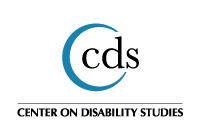 cds
CENTER ON DISABILITY STUDIES